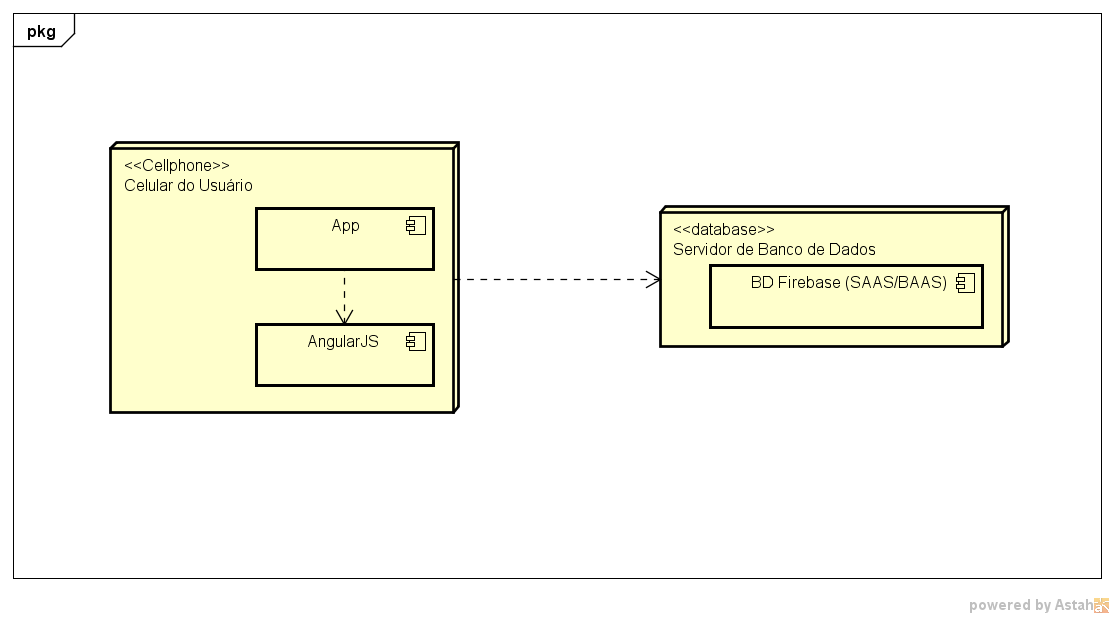 pkg
<<Cellphone>>
Celular do Usuário
App
AngularJS
<<database>>
Servidor de Banco de Dados
BD Firebase (SAAS/BAAS)
powered by Astah